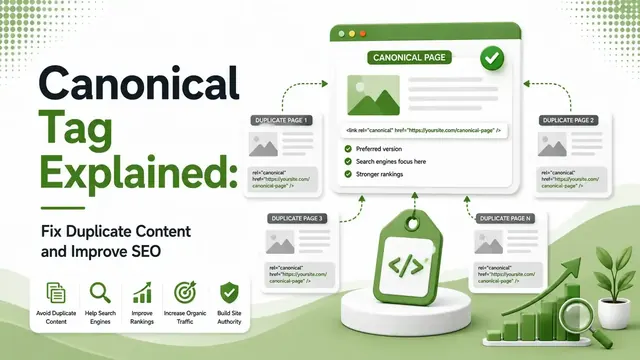 Canonical
Tag
Explained:
Fix Duplicate Content
and Improve SEO
Avoid Duplicate
Content
Help Search
Engines
Improve
Rankings
Increase Organic
Traffic
Build Site
Authority
CANONICAL PAGE
<link rel="canonical" href="https://yoursite.com/canonical-page" />
Preferred version
Search engines focus here
Stronger rankings
DUPLICATE PAGE 1
rel="canonical"
href="https://yoursite.com/
canonical-page" />
DUPLICATE PAGE 2
rel="canonical"
href="https://yoursite.com/
canonical-page" />
DUPLICATE PAGE 3
rel="canonical"
href="https://yoursite.com/
canonical-page" />
DUPLICATE PAGE N
rel="canonical"
href="https://yoursite.com/
canonical-page" />
</>